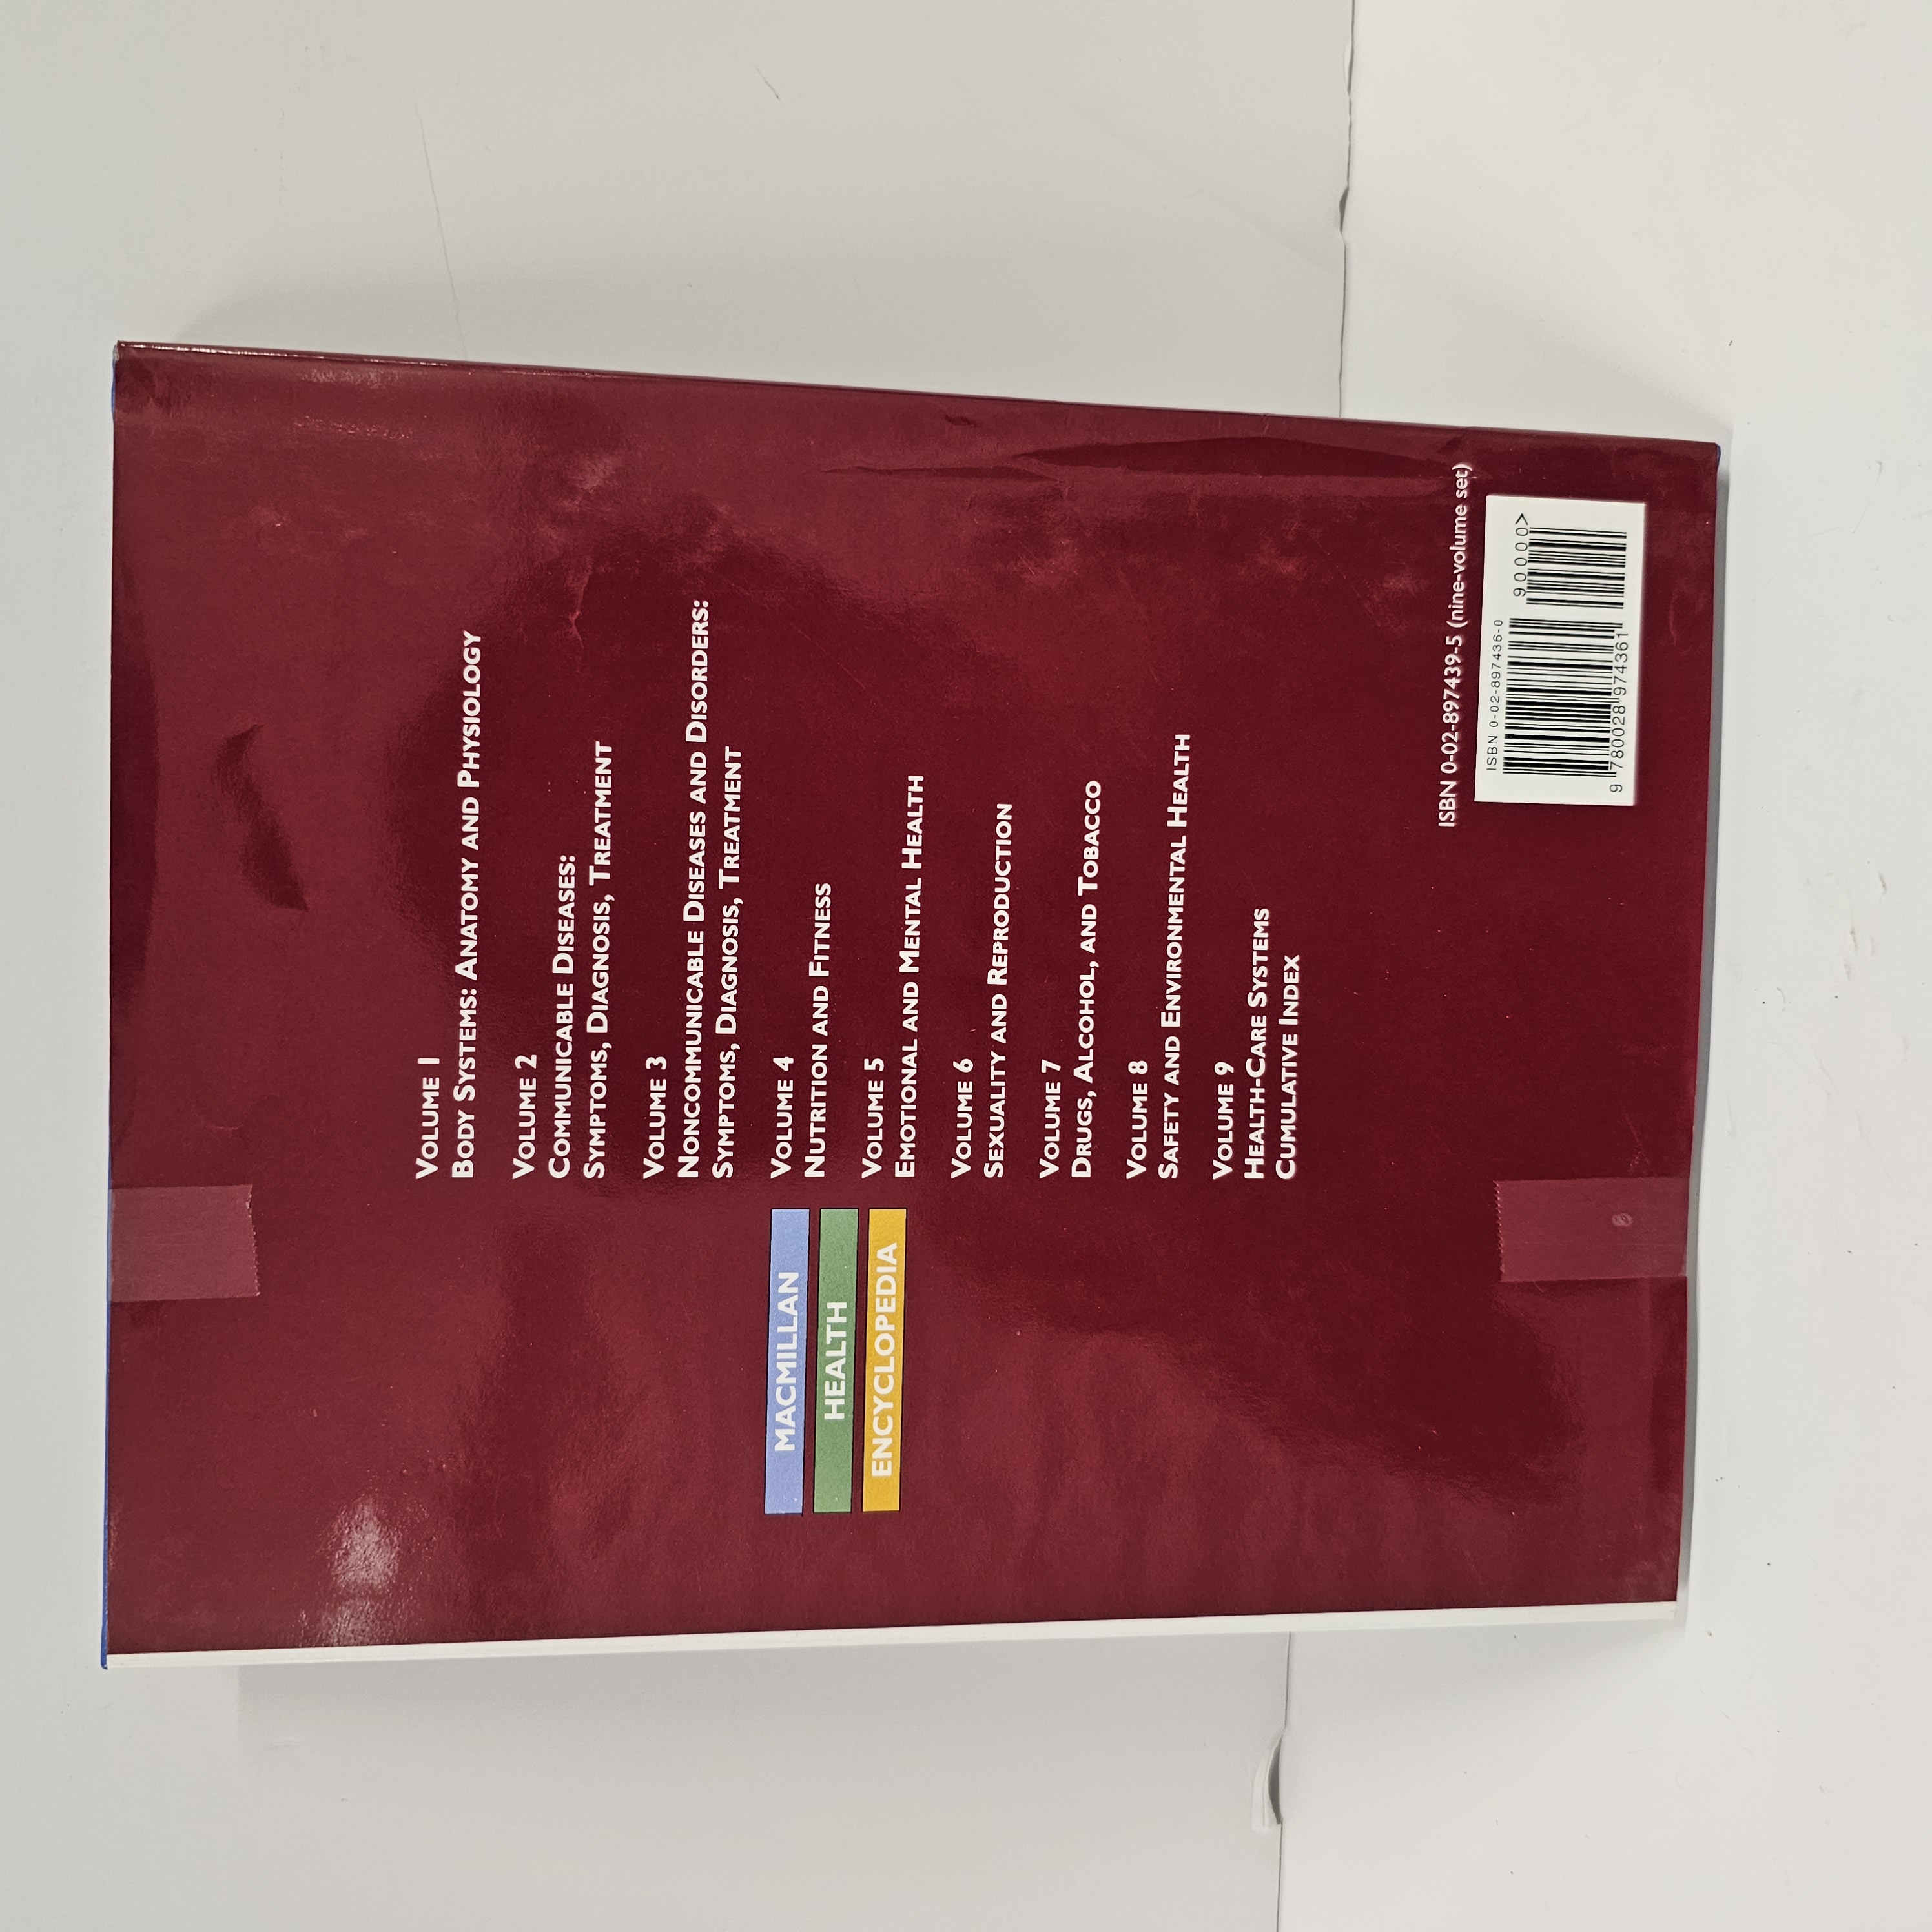 MACMILLAN
HEALTH
ENCYCLOPEDIA
VOLUME 1
BODY SYSTEMS: ANATOMY AND PHYSIOLOGY
VOLUME 2
COMMUNICABLE DISEASES:
SYMPTOMS, DIAGNOSIS, TREATMENT
VOLUME 3
NONCOMMUNICABLE DISEASES AND DISORDERS:
SYMPTOMS, DIAGNOSIS, TREATMENT
VOLUME 4
NUTRITION AND FITNESS
VOLUME 5
EMOTIONAL AND MENTAL HEALTH
VOLUME 6
SEXUALITY AND REPRODUCTION
VOLUME 7
DRUGS, ALCOHOL, AND TOBACCO
VOLUME 8
SAFETY AND ENVIRONMENTAL HEALTH
VOLUME 9
HEALTH-CARE SYSTEMS
CUMULATIVE INDEX
ISBN 0-02-897439-5 (nine-volume set)
ISBN 0-02-897436-0
90000>
9 780028 974361